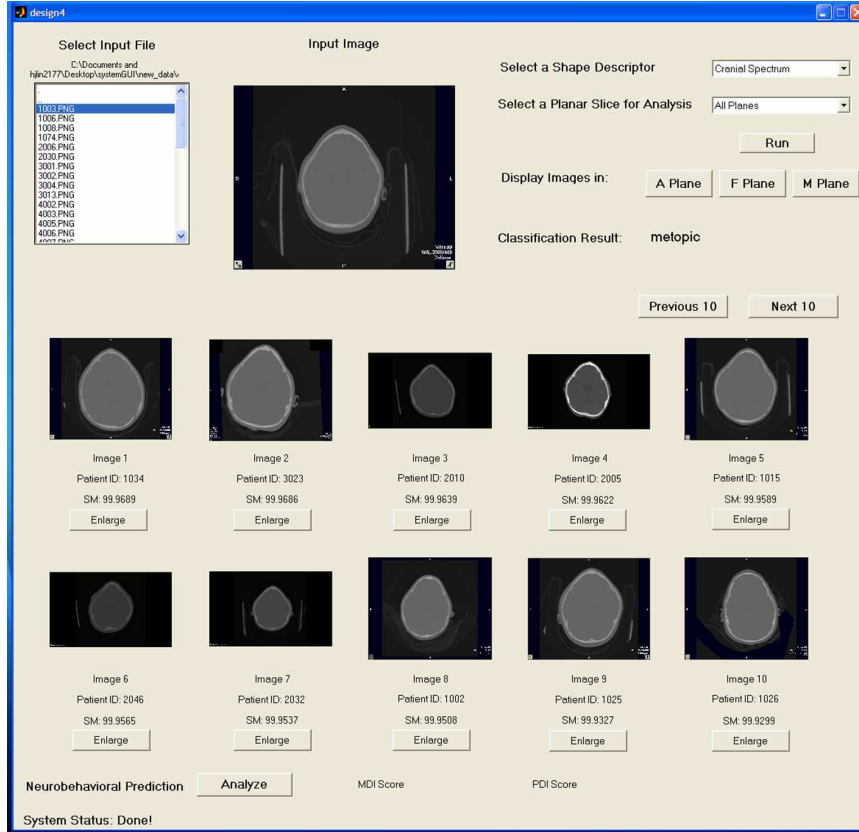 design4
Select Input File
C:\Documents and
hjlin2177\Desktop\systemGUI\new_data\
.
..
1003.PNG
1006.PNG
1008.PNG
1074.PNG
2006.PNG
2030.PNG
3001.PNG
3002.PNG
3004.PNG
3013.PNG
4002.PNG
4003.PNG
4005.PNG
4006.PNG
4007.PNG
Input Image
A
R
L
Select a Shape Descriptor
Cranial Spectrum
Select a Planar Slice for Analysis
All Planes
Run
Display Images in:
A Plane
F Plane
M Plane
Classification Result:
metopic
Previous 10
Next 10
Image 1
Image 2
Image 3
Image 4
Image 5
Patient ID: 1034
Patient ID: 3023
Patient ID: 2010
Patient ID: 2005
Patient ID: 1015
SM: 99.9689
SM: 99.9686
SM: 99.9639
SM: 99.9622
SM: 99.9589
Enlarge
Enlarge
Enlarge
Enlarge
Enlarge
Image 6
Image 7
Image 8
Image 9
Image 10
Patient ID: 2046
Patient ID: 2032
Patient ID: 1002
Patient ID: 1025
Patient ID: 1026
SM: 99.9565
SM: 99.9537
SM: 99.9508
SM: 99.9327
SM: 99.9299
Enlarge
Enlarge
Enlarge
Enlarge
Enlarge
Neurobehavioral Prediction
Analyze
MDI Score
PDI Score
System Status: Done!